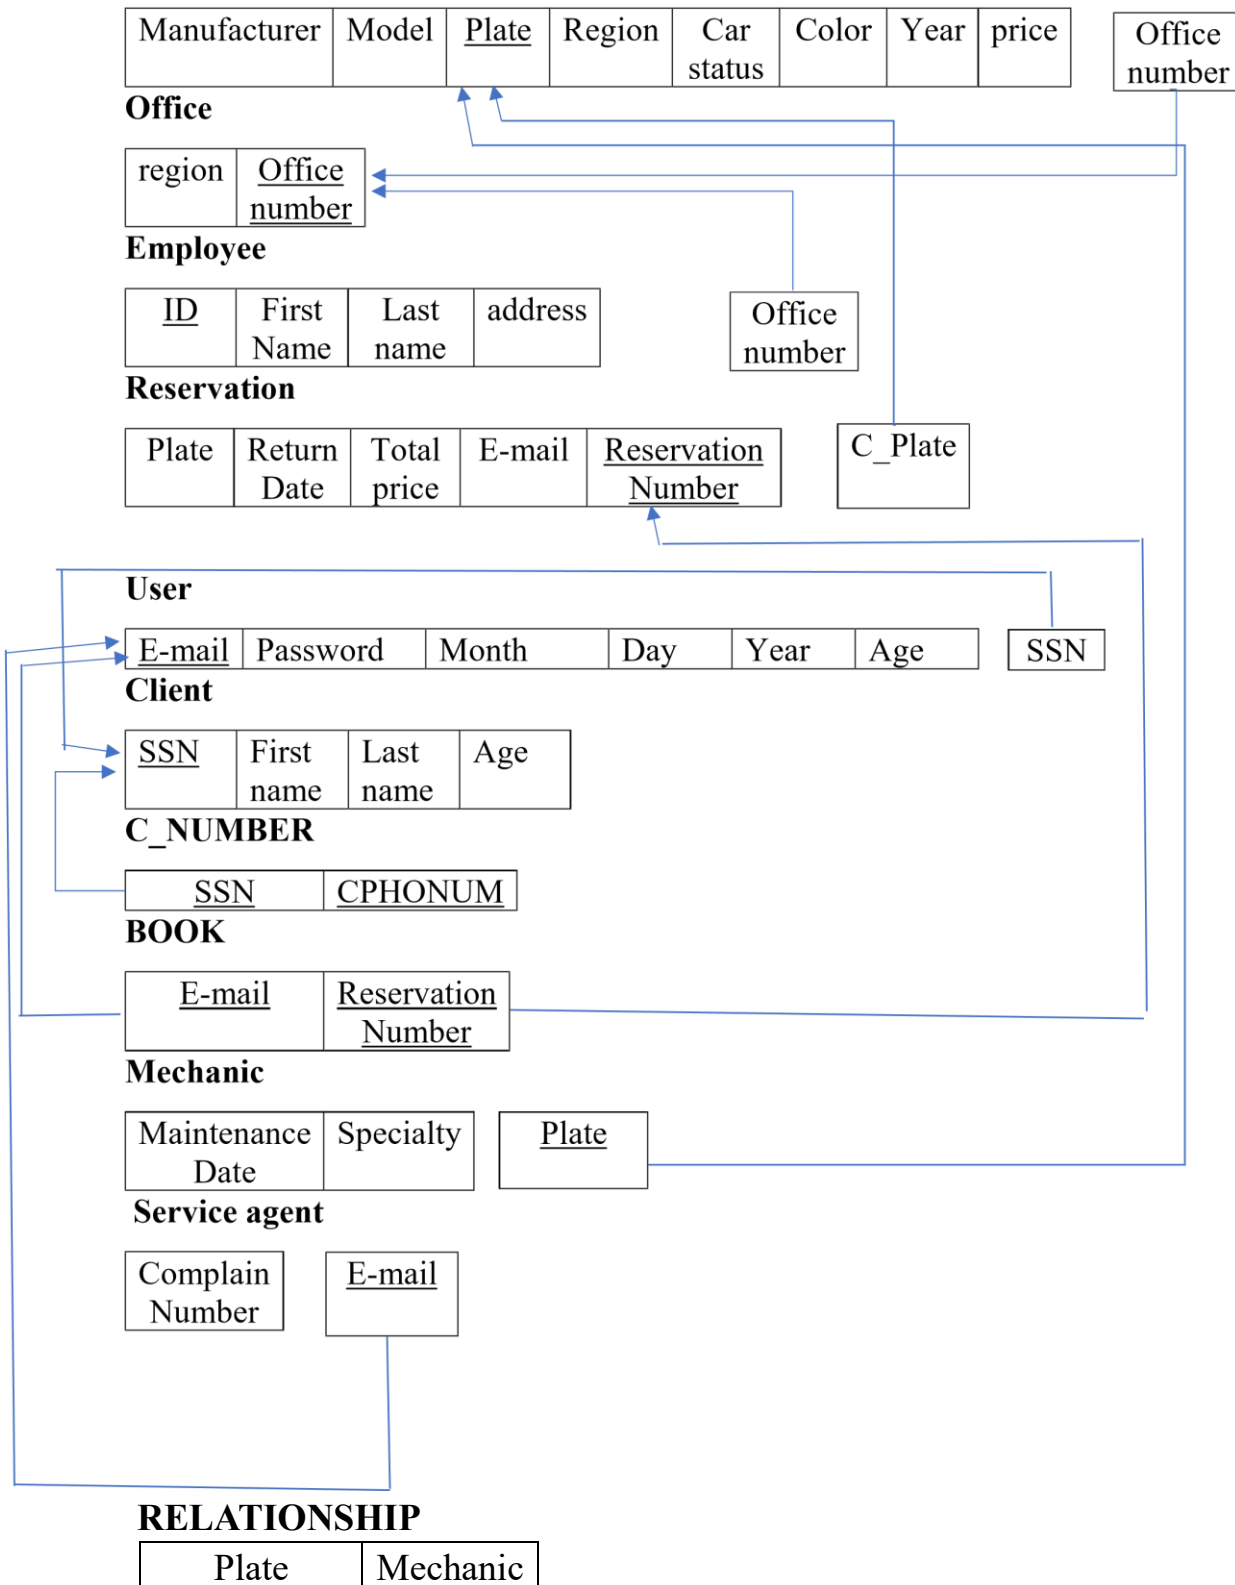 Manufacturer Model Plate Region Car status Color Year price Office number
Office
region Office number
Employee
ID First Name Last name address Office number
Reservation
Plate Return Date Total price E-mail Reservation Number C_Plate
User
E-mail Password Month Day Year Age SSN
Client
SSN First name Last name Age
C_NUMBER
SSN CPHONUM
BOOK
E-mail Reservation Number
Mechanic
Maintenance Date Specialty Plate
Service agent
Complain Number E-mail
RELATIONSHIP
Plate Mechanic